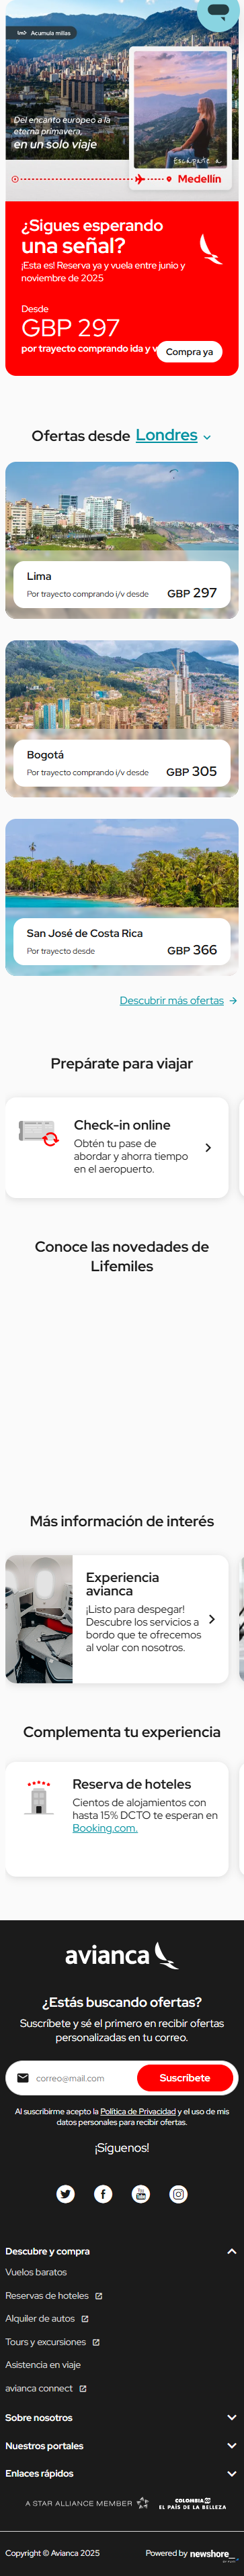 Acumula millas
Del encanto europeo a la
eterna primavera,
en un solo viaje
Escápate a
Medellín
¿Sigues esperando
una señal?
¡Esta es! Reserva ya y vuela entre junio y
noviembre de 2025
Desde
GBP 297
por trayecto comprando ida y v
Compra ya
Ofertas desde Londres
Lima
Por trayecto comprando i/v desde GBP 297
Bogotá
Por trayecto comprando i/v desde GBP 305
San José de Costa Rica
Por trayecto desde GBP 366
Descubrir más ofertas
Prepárate para viajar
Check-in online
Obtén tu pase de
abordar y ahorra tiempo
en el aeropuerto.
Conoce las novedades de
Lifemiles
Más información de interés
Experiencia
avianca
¡Listo para despegar!
Descubre los servicios a
bordo que te ofrecemos
al volar con nosotros.
Complementa tu experiencia
Reserva de hoteles
Cientos de alojamientos con
hasta 15% DCTO te esperan en
Booking.com.
avianca
¿Estás buscando ofertas?
Suscríbete y sé el primero en recibir ofertas
personalizadas en tu correo.
correo@mail.com
Suscríbete
Al suscribirme acepto la Política de Privacidad y el uso de mis
datos personales para recibir ofertas.
¡Síguenos!
Descubre y compra
Vuelos baratos
Reservas de hoteles
Alquiler de autos
Tours y excursiones
Asistencia en viaje
avianca connect
Sobre nosotros
Nuestros portales
Enlaces rápidos
A STAR ALLIANCE MEMBER
COLOMBIA
EL PAÍS DE LA BELLEZA
Copyright © Avianca 2025
Powered by newshore_